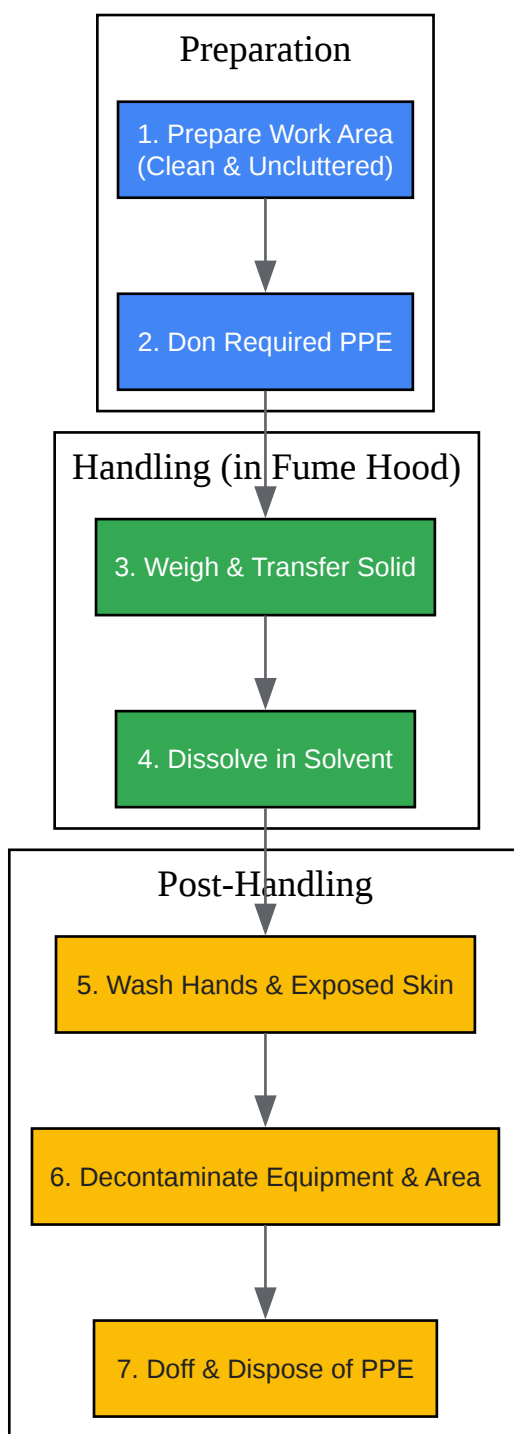 Preparation
1. Prepare Work Area
(Clean & Uncluttered)
2. Don Required PPE
Handling (in Fume Hood)
3. Weigh & Transfer Solid
4. Dissolve in Solvent
Post-Handling
5. Wash Hands & Exposed Skin
6. Decontaminate Equipment & Area
7. Doff & Dispose of PPE